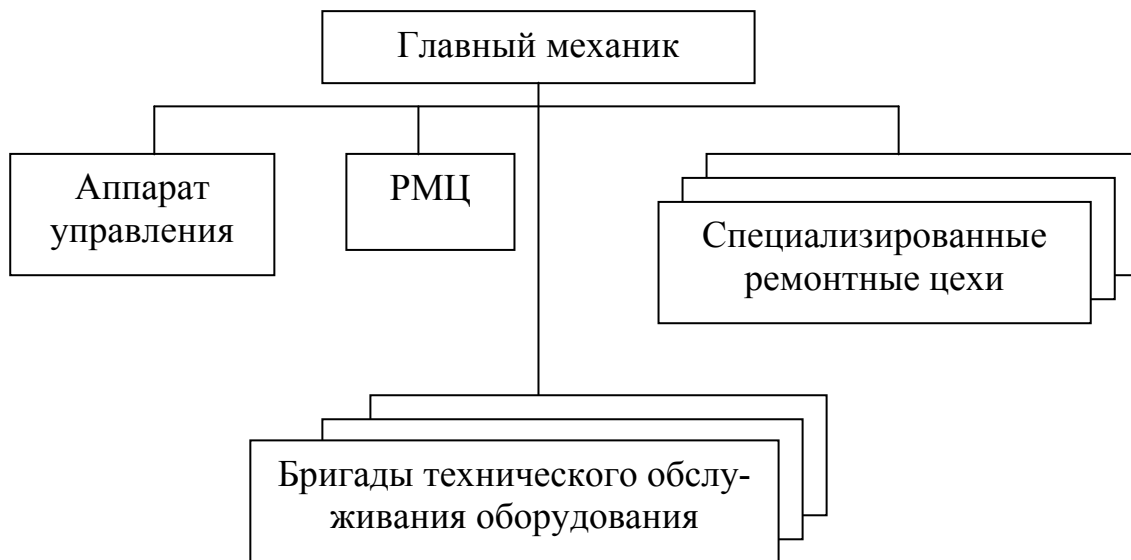 Главный механик
Аппарат
управления
РМЦ
Специализированные
ремонтные цехи
Бригады технического обслу-
живания оборудования